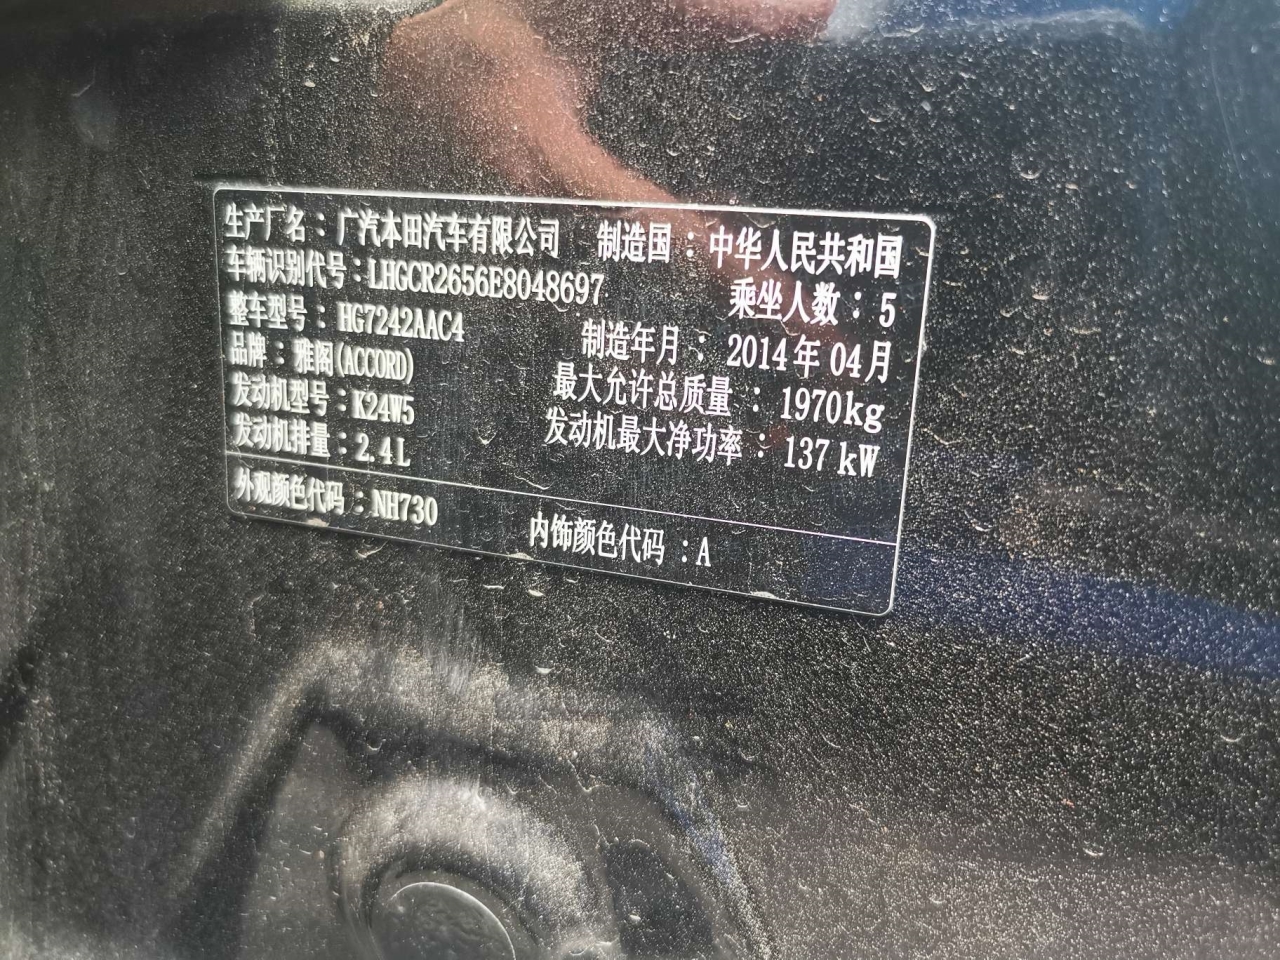 生产厂名：广汽本田汽车有限公司 制造国：中华人民共和国
车辆识别代号：LHGCR2656E8048697 乘坐人数：5
整车型号：HG7242AAC4 制造年月：2014年04月
品牌：雅阁(ACCORD) 最大允许总质量：1970kg
发动机型号：K24W5 发动机最大净功率：137kW
发动机排量：2.4L
外观颜色代码：NH730 内饰颜色代码：A